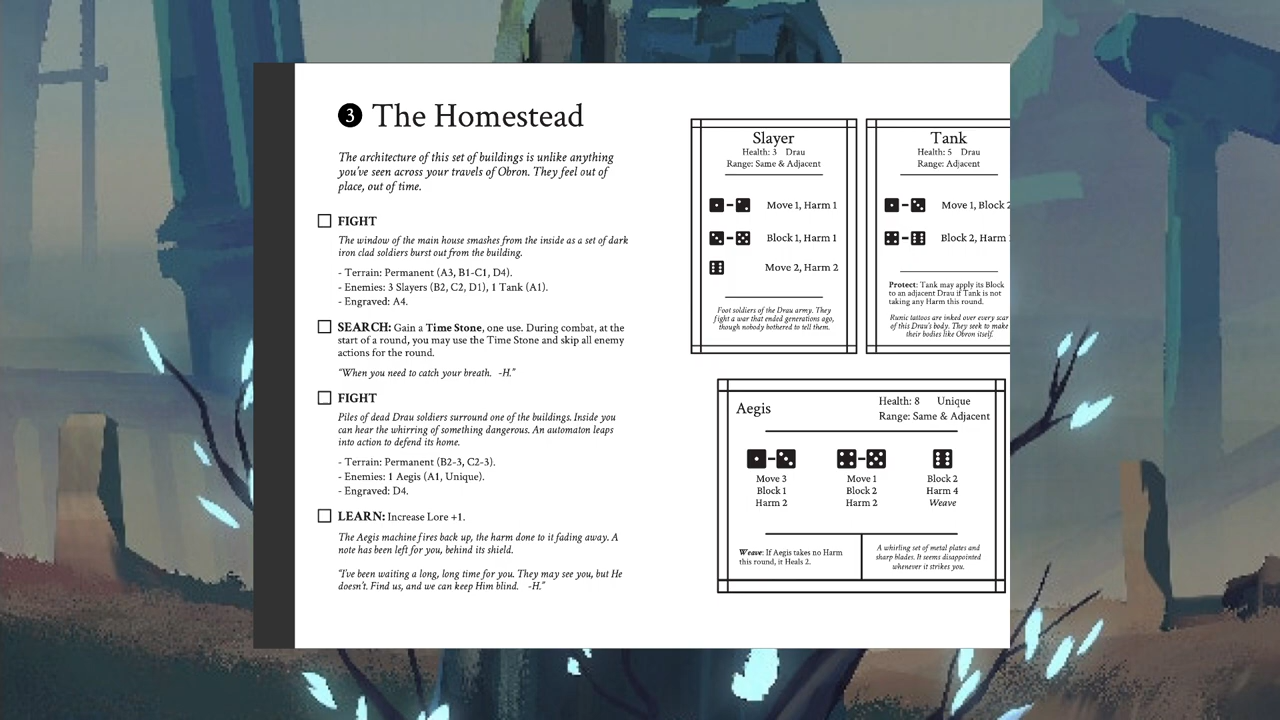 3 The Homestead
The architecture of this set of buildings is unlike anything
you've seen across your travels of Obron. They feel out of
place, out of time.
FIGHT
The window of the main house smashes from the inside as a set of dark
iron clad soldiers burst out from the building.
- Terrain: Permanent (A3, B1-C1, D4).
- Enemies: 3 Slayers (B2, C2, D1), 1 Tank (A1).
- Engraved: A4.
SEARCH: Gain a Time Stone, one use. During combat, at the
start of a round, you may use the Time Stone and skip all enemy
actions for the round.
"When you need to catch your breath. -H."
FIGHT
Piles of dead Drau soldiers surround one of the buildings. Inside you
can hear the whirring of something dangerous. An automaton leaps
into action to defend its home.
- Terrain: Permanent (B2-3, C2-3).
- Enemies: 1 Aegis (A1, Unique).
- Engraved: D4.
LEARN: Increase Lore +1.
The Aegis machine fires back up, the harm done to it fading away. A
note has been left for you, behind its shield.
"I've been waiting a long, long time for you. They may see you, but He
doesn't. Find us, and we can keep Him blind. -H."
Slayer
Health: 3 Drau
Range: Same & Adjacent
Move 1, Harm 1
Block 1, Harm 1
Move 2, Harm 2
Foot soldiers of the Drau army. They
fight a war that ended generations ago,
though nobody bothered to tell them.
Tank
Health: 5 Drau
Range: Adjacent
Move 1, Block 2
Block 2, Harm 1
Protect: Tank may apply its Block
to an adjacent Drau if Tank is not
taking any Harm this round.
Runic tattoos are inked over every scar
of this Drau's body. They seek to make
their bodies like Obron itself.
Aegis
Health: 8 Unique
Range: Same & Adjacent
Move 3
Block 1
Harm 2
Move 1
Block 2
Harm 2
Block 2
Harm 4
Weave
Weave: If Aegis takes no Harm
this round, it Heals 2.
A whirling set of metal plates and
sharp blades. It seems disappointed
whenever it strikes you.